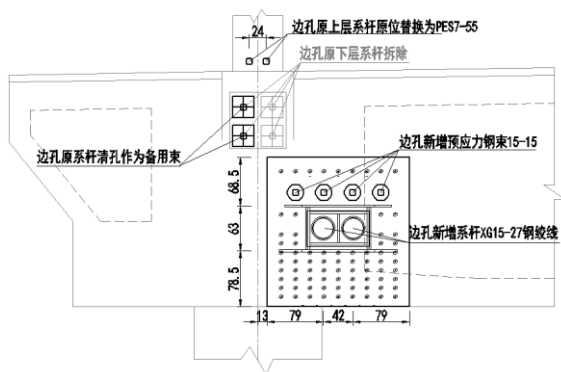 24
边孔原上层系杆原位替换为PES7-55
边孔原下层系杆拆除
边孔原系杆清孔作为备用束
边孔新增预应力钢束15-15
68.5
63
边孔新增系杆XG15-27钢绞线
78.5
13 79 42 79